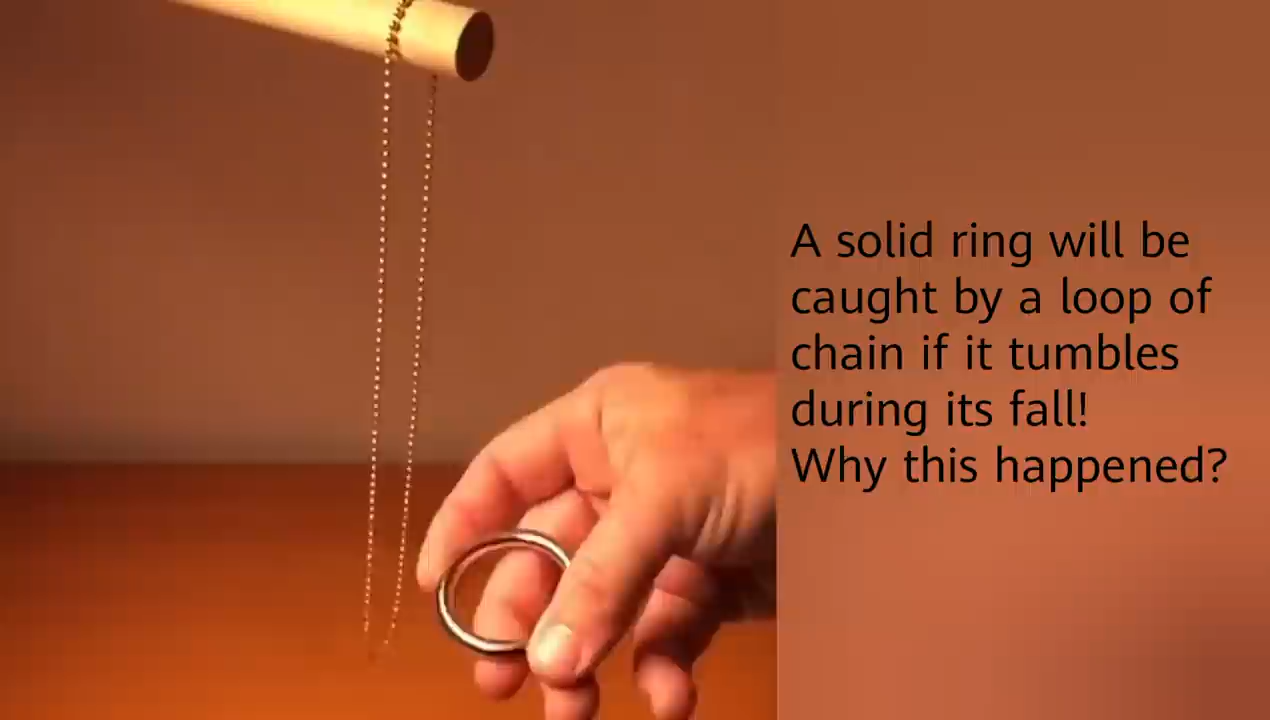 A solid ring will be
caught by a loop of
chain if it tumbles
during its fall!
Why this happened?